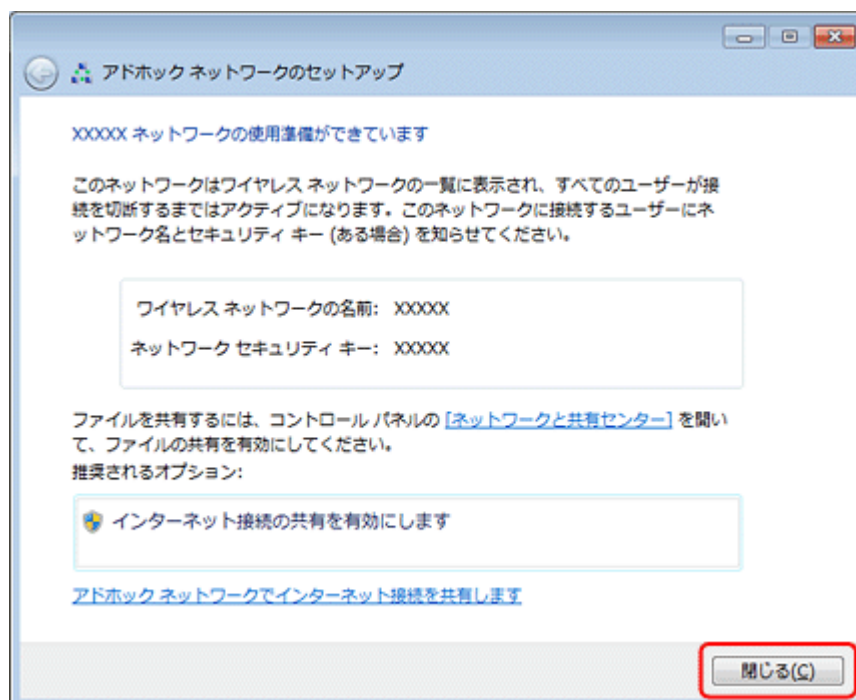 アドホック ネットワークのセットアップ
XXXXX ネットワークの使用準備ができています
このネットワークはワイヤレス ネットワークの一覧に表示され、すべてのユーザーが接
続を切断するまではアクティブになります。このネットワークに接続するユーザーにネ
ットワーク名とセキュリティ キー (ある場合) を知らせてください。
ワイヤレス ネットワークの名前: XXXXX
ネットワーク セキュリティ キー: XXXXX
ファイルを共有するには、コントロール パネルの [ネットワークと共有センター] を開い
て、ファイルの共有を有効にしてください。
推奨されるオプション:
インターネット接続の共有を有効にします
アドホック ネットワークでインターネット接続を共有します
閉じる(C)